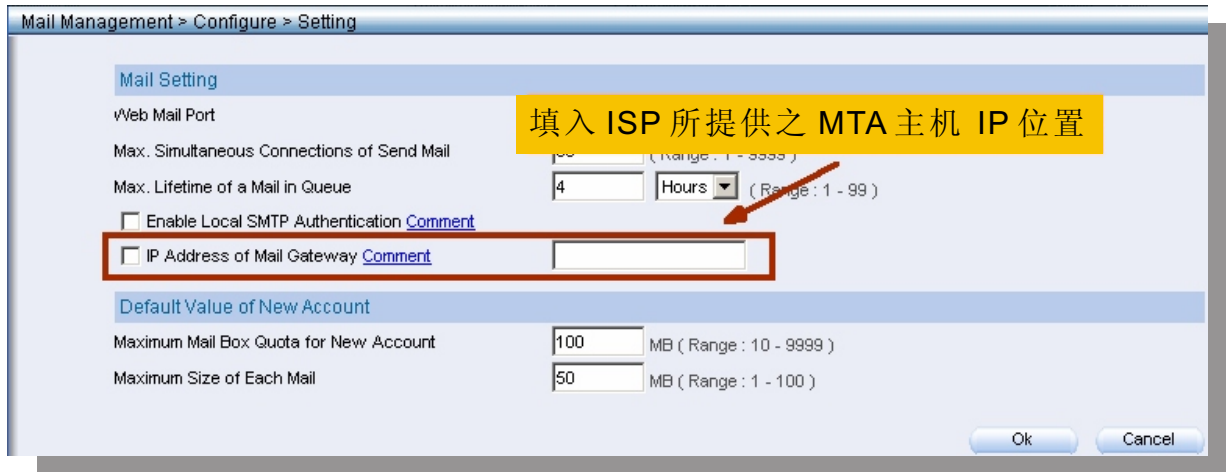 Mail Management > Configure > Setting
Mail Setting
Web Mail Port
填入 ISP 所提供之 MTA 主机 IP 位置
Max. Simultaneous Connections of Send Mail ( Range : 1 - 9999 )
Max. Lifetime of a Mail in Queue 4 Hours ( Range : 1 - 99 )
Enable Local SMTP Authentication Comment
IP Address of Mail Gateway Comment
Default Value of New Account
Maximum Mail Box Quota for New Account 100 MB ( Range : 10 - 9999 )
Maximum Size of Each Mail 50 MB ( Range : 1 - 100 )
Ok Cancel